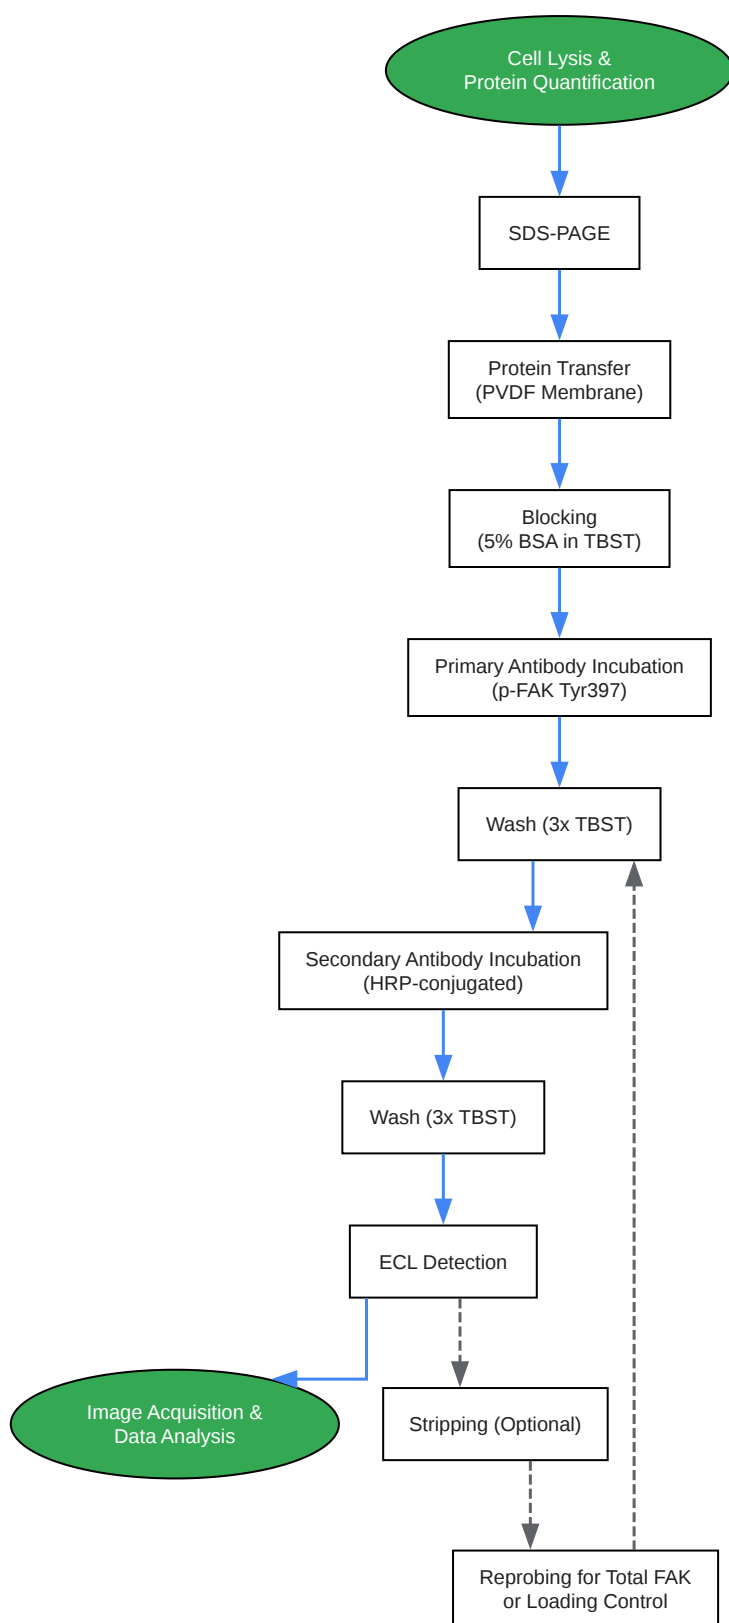 Cell Lysis &
Protein Quantification
SDS-PAGE
Protein Transfer
(PVDF Membrane)
Blocking
(5% BSA in TBST)
Primary Antibody Incubation
(p-FAK Tyr397)
Wash (3x TBST)
Secondary Antibody Incubation
(HRP-conjugated)
Wash (3x TBST)
ECL Detection
Image Acquisition &
Data Analysis
Stripping (Optional)
Reprobing for Total FAK
or Loading Control